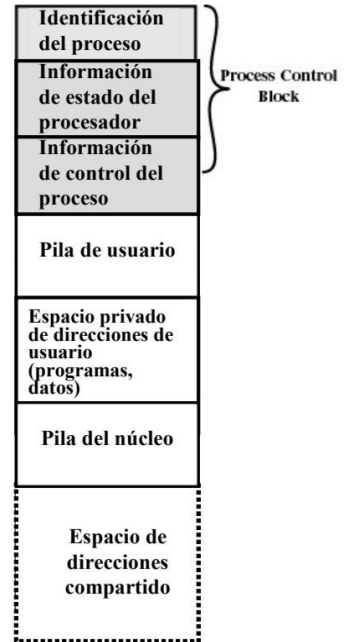 Identificación
del proceso
Process Control
Block
Información
de estado del
procesador
Información
de control del
proceso
Pila de usuario
Espacio privado
de direcciones de
usuario
(programas,
datos)
Pila del núcleo
Espacio de
direcciones
compartido